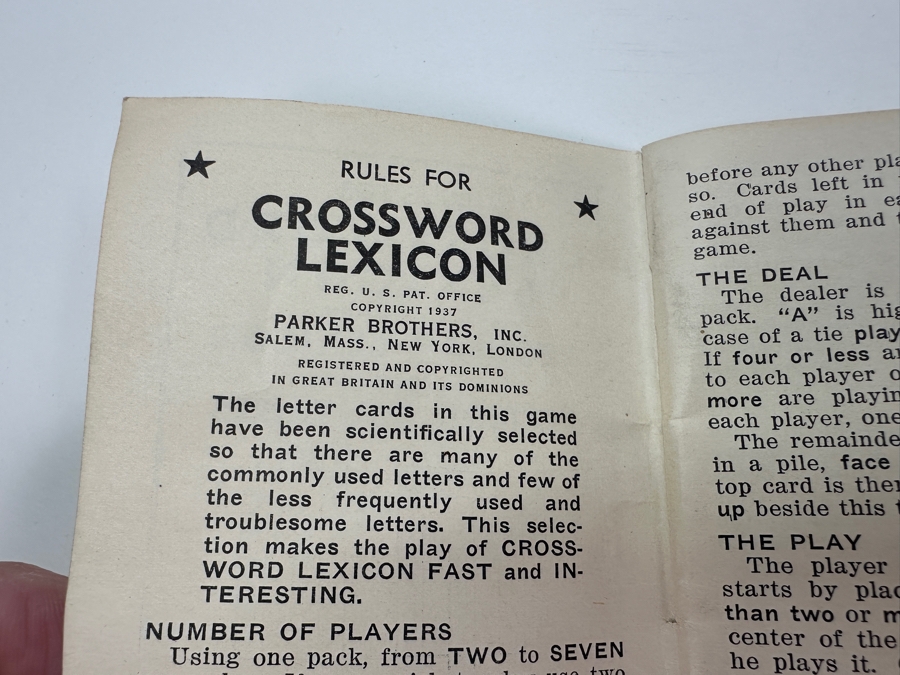 RULES FOR
CROSSWORD
LEXICON
REG. U. S. PAT. OFFICE
COPYRIGHT 1937
PARKER BROTHERS, INC.
SALEM, MASS., NEW YORK, LONDON
REGISTERED AND COPYRIGHTED
IN GREAT BRITAIN AND ITS DOMINIONS
The letter cards in this game
have been scientifically selected
so that there are many of the
commonly used letters and few of
the less frequently used and
troublesome letters. This selec-
tion makes the play of CROSS-
WORD LEXICON FAST and IN-
TERESTING.
NUMBER OF PLAYERS
Using one pack, from TWO to SEVEN
before any other
so. Cards left in
end of play in
against them and
game.
THE DEAL
The dealer is
pack. "A" is
case of a tie
If four or less
to each player
more are
each player, one
The
in a pile, face
top card is
up beside this
THE PLAY
The player
starts by
than two or
center of the
he plays it.